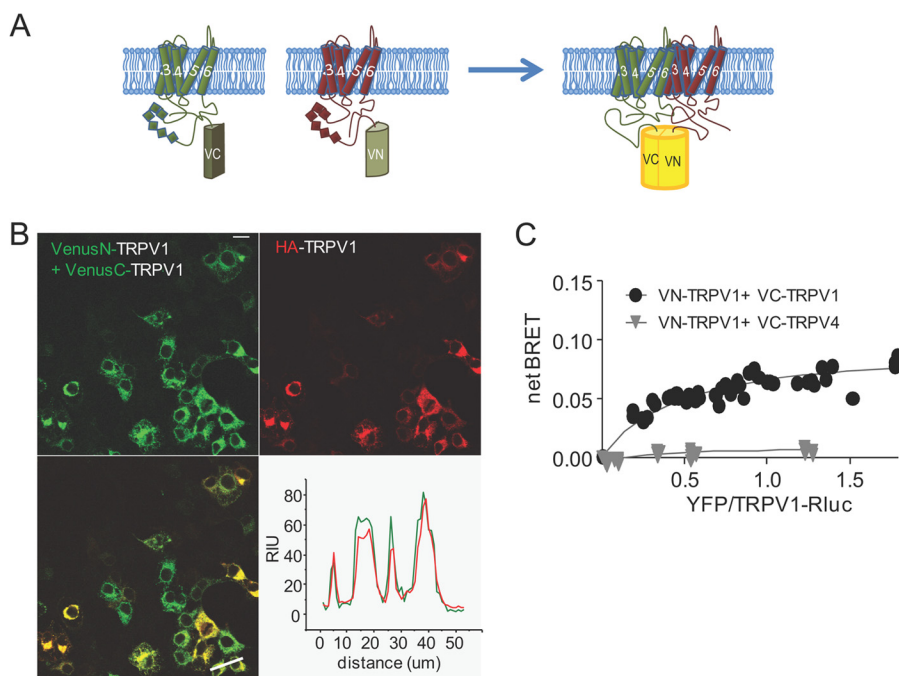 A
3 4 5 6
VC
3 4 5 6
VN
3 4 5 6 3 4 5 6
VC VN
B
VenusN-TRPV1
+ VenusC-TRPV1
HA-TRPV1
RIU
80
60
40
20
0
0 10 20 30 40 50
distance (um)
C
netBRET
0.15
0.10
0.05
0.00
VN-TRPV1+ VC-TRPV1
VN-TRPV1+ VC-TRPV4
0.5 1.0 1.5
YFP/TRPV1-Rluc